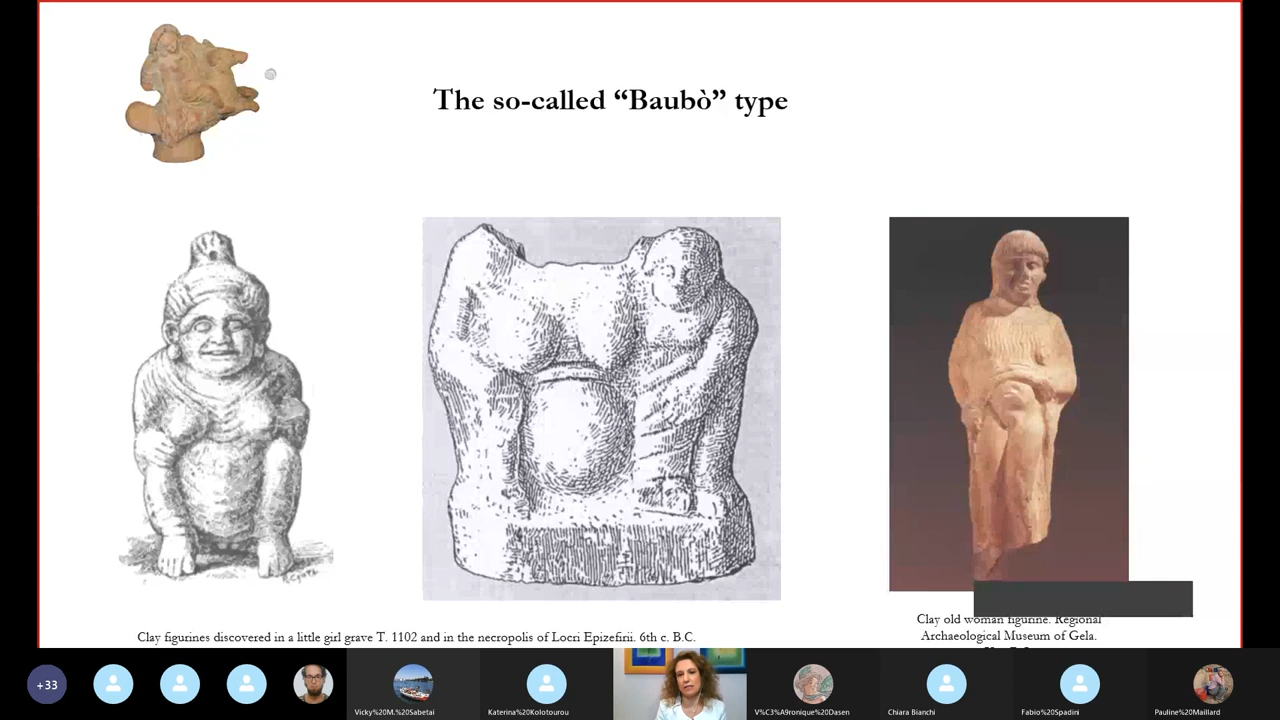 The so-called “Baubò” type
Clay figurines discovered in a little girl grave T. 1102 and in the necropolis of Locri Epizefirii. 6th c. B.C.
Clay old woman figurine. Regional
Archaeological Museum of Gela.
+33
Vicky%20M.%20Sabetai
Katerina%20Kolotourou
V%C3%A9ronique%20Dasen
Chiara Bianchi
Fabio%20Spadini
Pauline%20Maillard